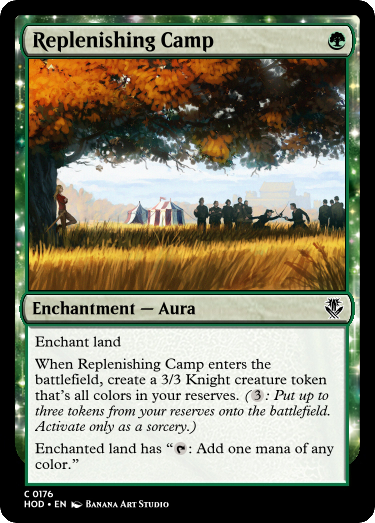 Replenishing Camp
Enchantment — Aura
Enchant land
When Replenishing Camp enters the
battlefield, create a 3/3 Knight creature token
that's all colors in your reserves. (3: Put up to
three tokens from your reserves onto the battlefield.
Activate only as a sorcery.)
Enchanted land has “: Add one mana of any
color.”
C 0176
HOD • EN Banana Art Studio